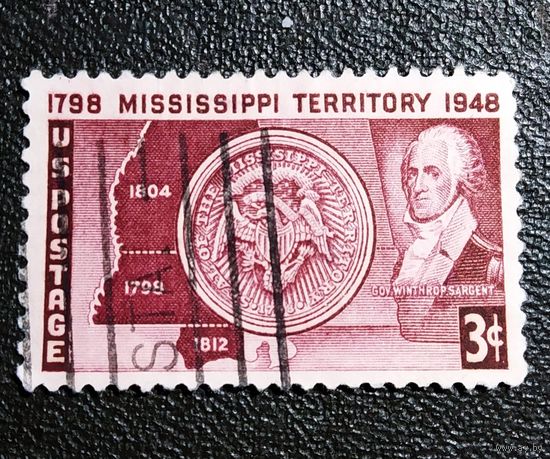 1798 MISSISSIPPI TERRITORY 1948
US POSTAGE
1804
1798
1812
GOV. WINTHROP SARGENT
3¢